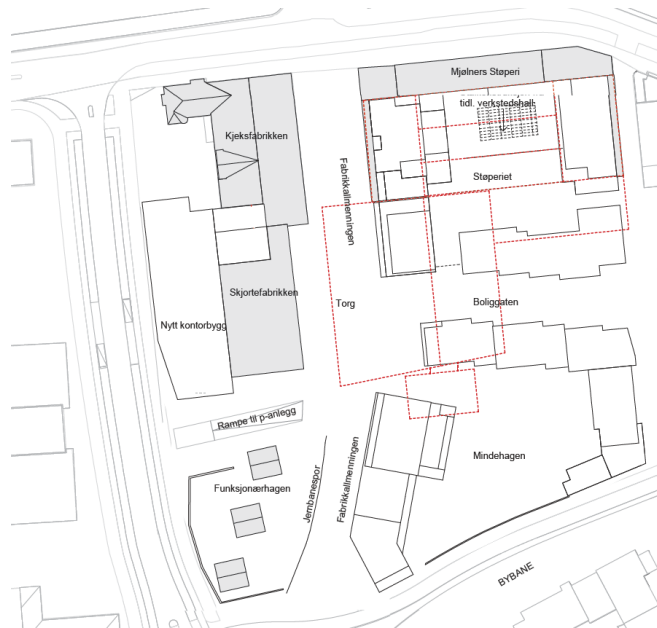 Mjølners Støperi
tidl. verkstedshall
Kjeksfabrikken
Fabrikkallmenningen
Støperiet
Skjortefabrikken
Torg
Boliggaten
Nytt kontorbygg
Rampe til p-anlegg
Mindehagen
Funksjonærhagen
Jernbanespor
Fabrikkallmenningen
BYBANE